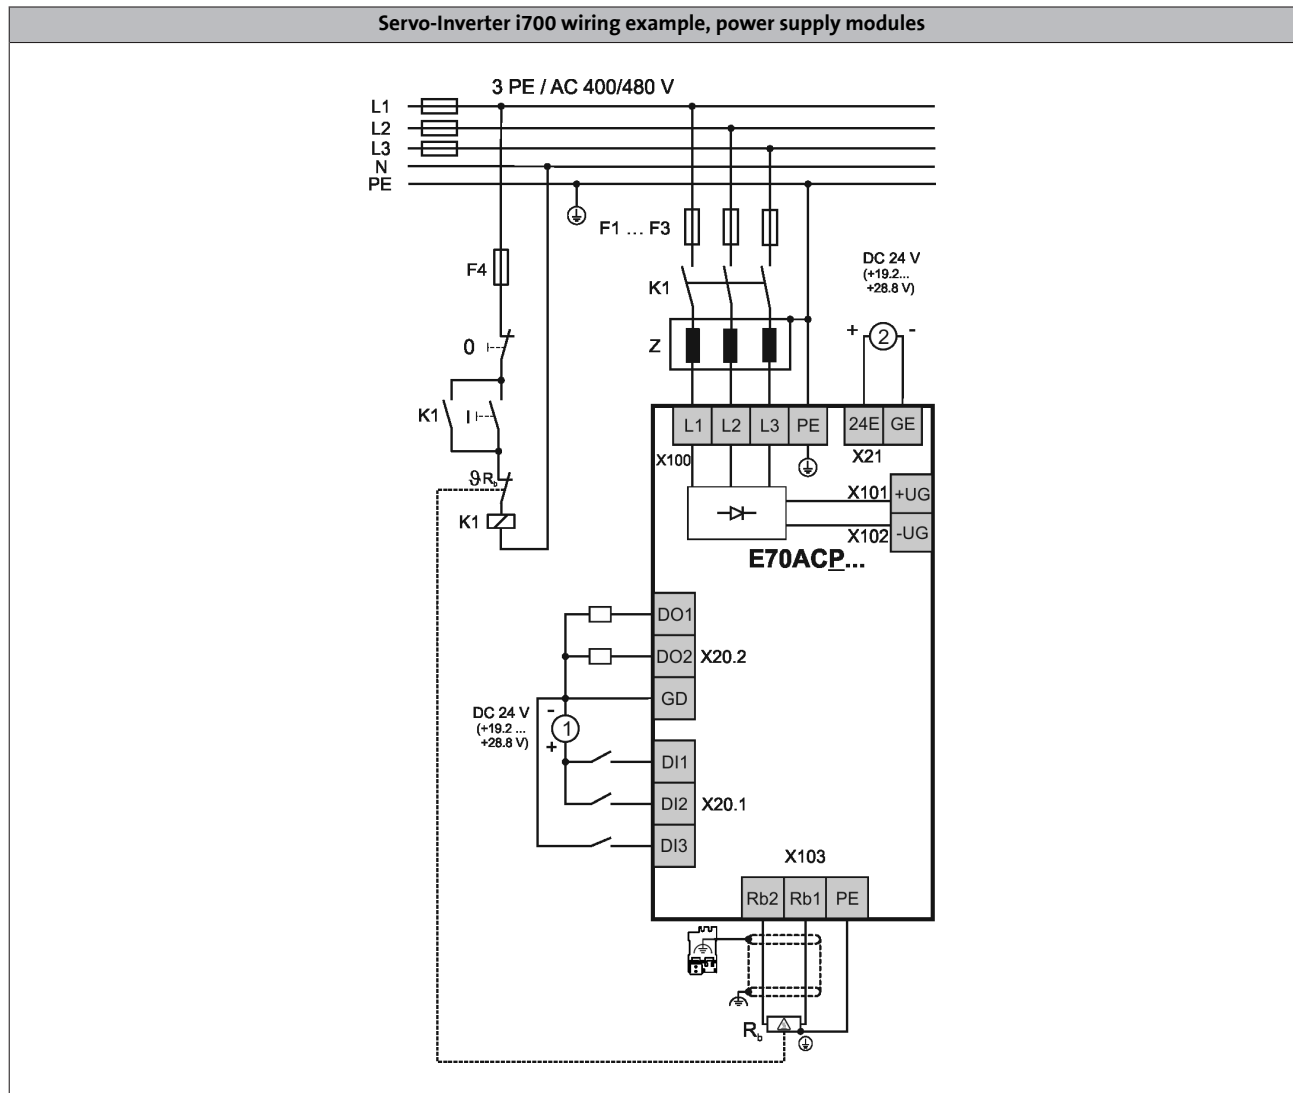 Servo-Inverter i700 wiring example, power supply modules
3 PE / AC 400/480 V
L1
L2
L3
N
PE
F1 ... F3
F4
DC 24 V
(+19.2...
+28.8 V)
K1
+ 2 -
0
Z
K1
I
L1 L2 L3 PE 24E GE
X100
X21
ϑRb
X101 +UG
K1
X102 -UG
E70ACP...
DO1
DO2 X20.2
GD
DC 24 V
(+19.2 ...
+28.8 V)
-
1
+
DI1
DI2 X20.1
DI3
X103
Rb2 Rb1 PE
Rb